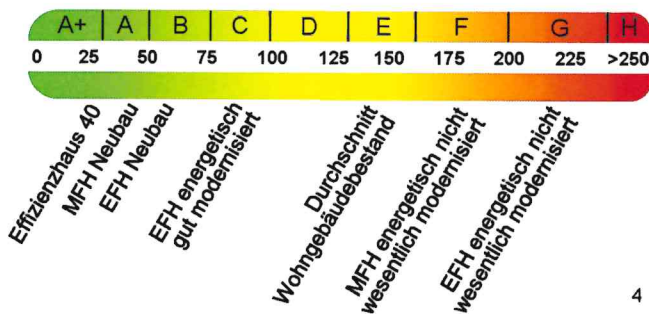 A+ A B C D E F G H
0 25 50 75 100 125 150 175 200 225 >250
Effizienzhaus 40
MFH Neubau
EFH Neubau
EFH energetisch
gut modernisiert
Durchschnitt
Wohngebäudebestand
MFH energetisch nicht
wesentlich modernisiert
EFH energetisch nicht
wesentlich modernisiert
4